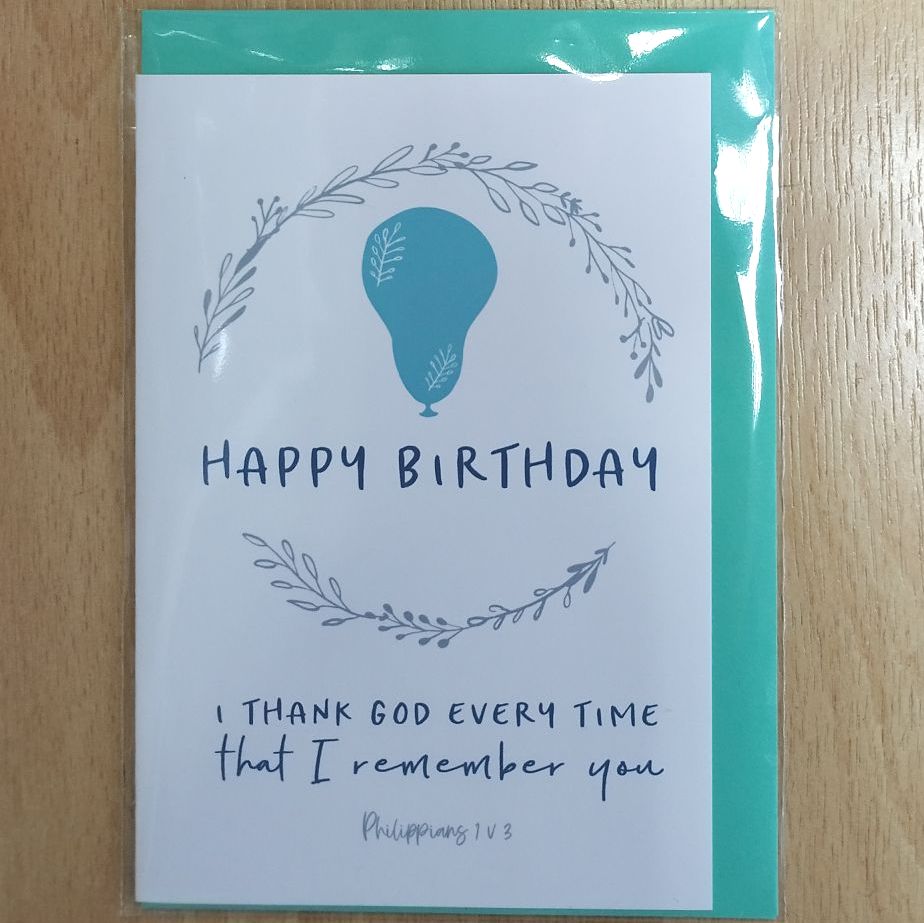 HAPPY BIRTHDAY
I THANK GOD EVERY TIME
that I remember you
Philippians 1 v 3